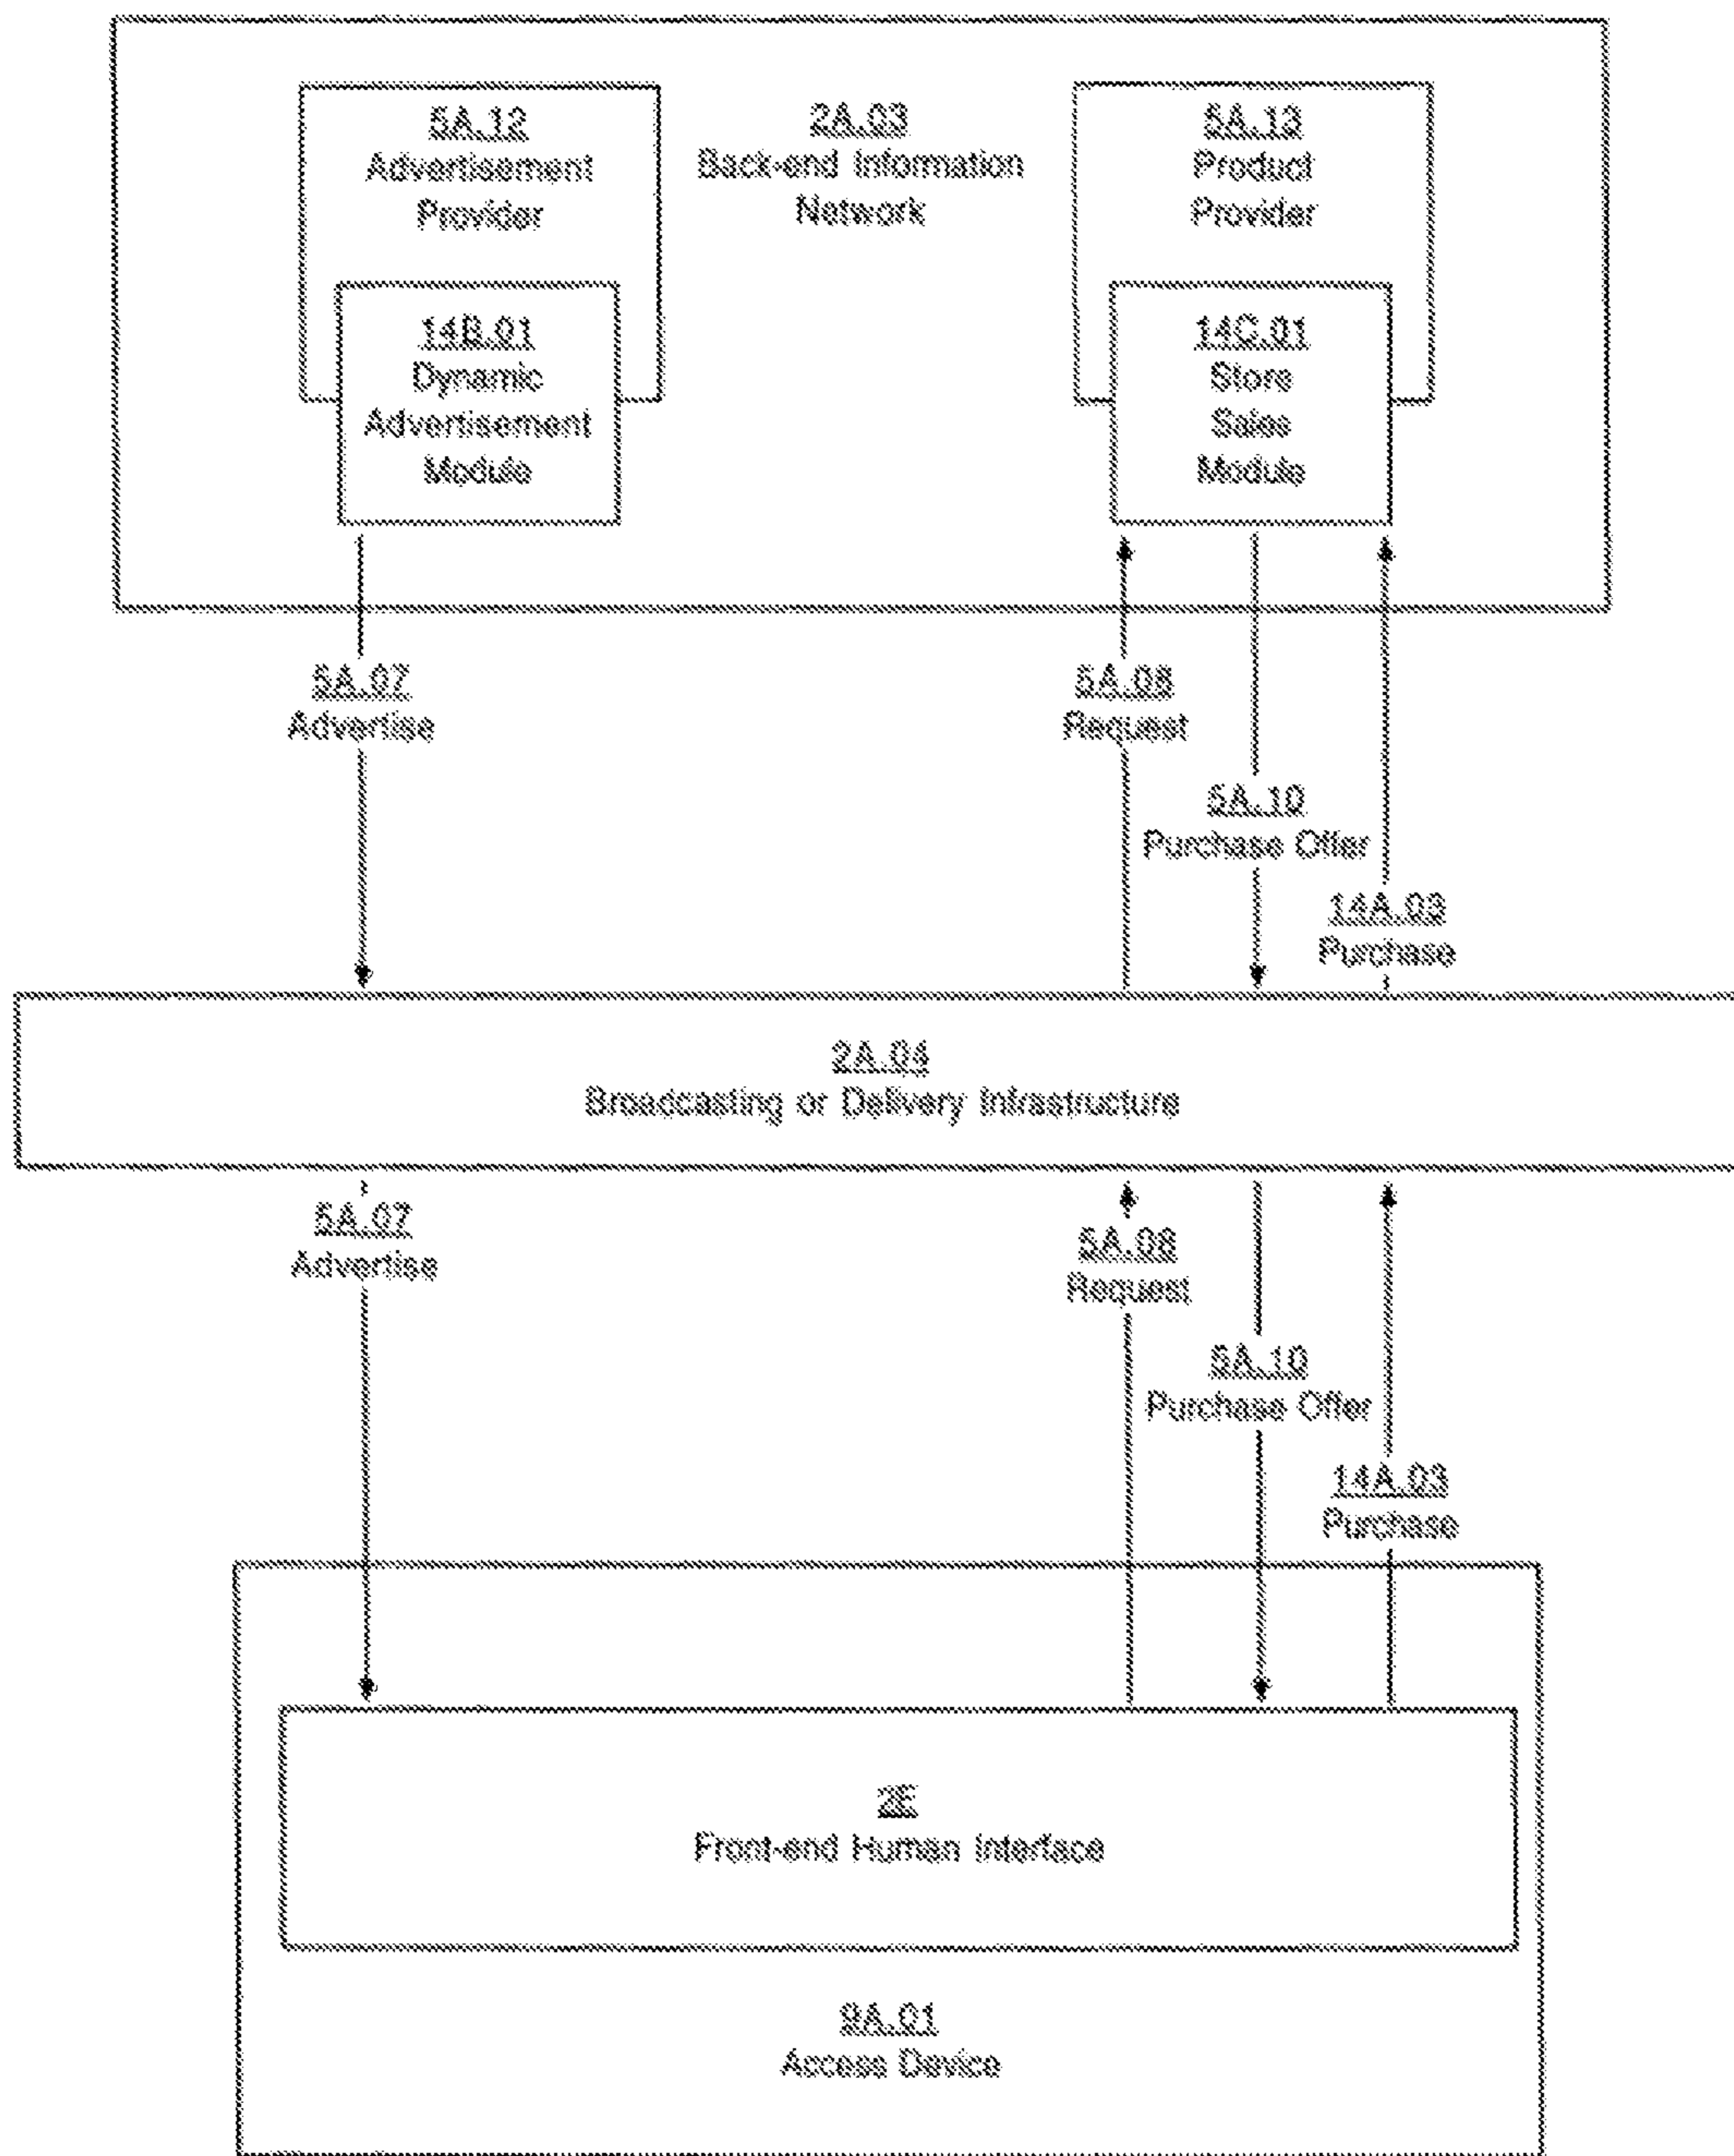 5A.12
Advertisement
Provider
2A.03
Back-end Information
Network
5A.13
Product
Provider
14B.01
Dynamic
Advertisement
Module
14C.01
Store
Sales
Module
5A.07
Advertise
5A.08
Request
5A.10
Purchase Offer
14A.03
Purchase
2A.04
Broadcasting or Delivery Infrastructure
5A.07
Advertise
5A.08
Request
5A.10
Purchase Offer
14A.03
Purchase
2E
Front-end Human Interface
9A.01
Access Device